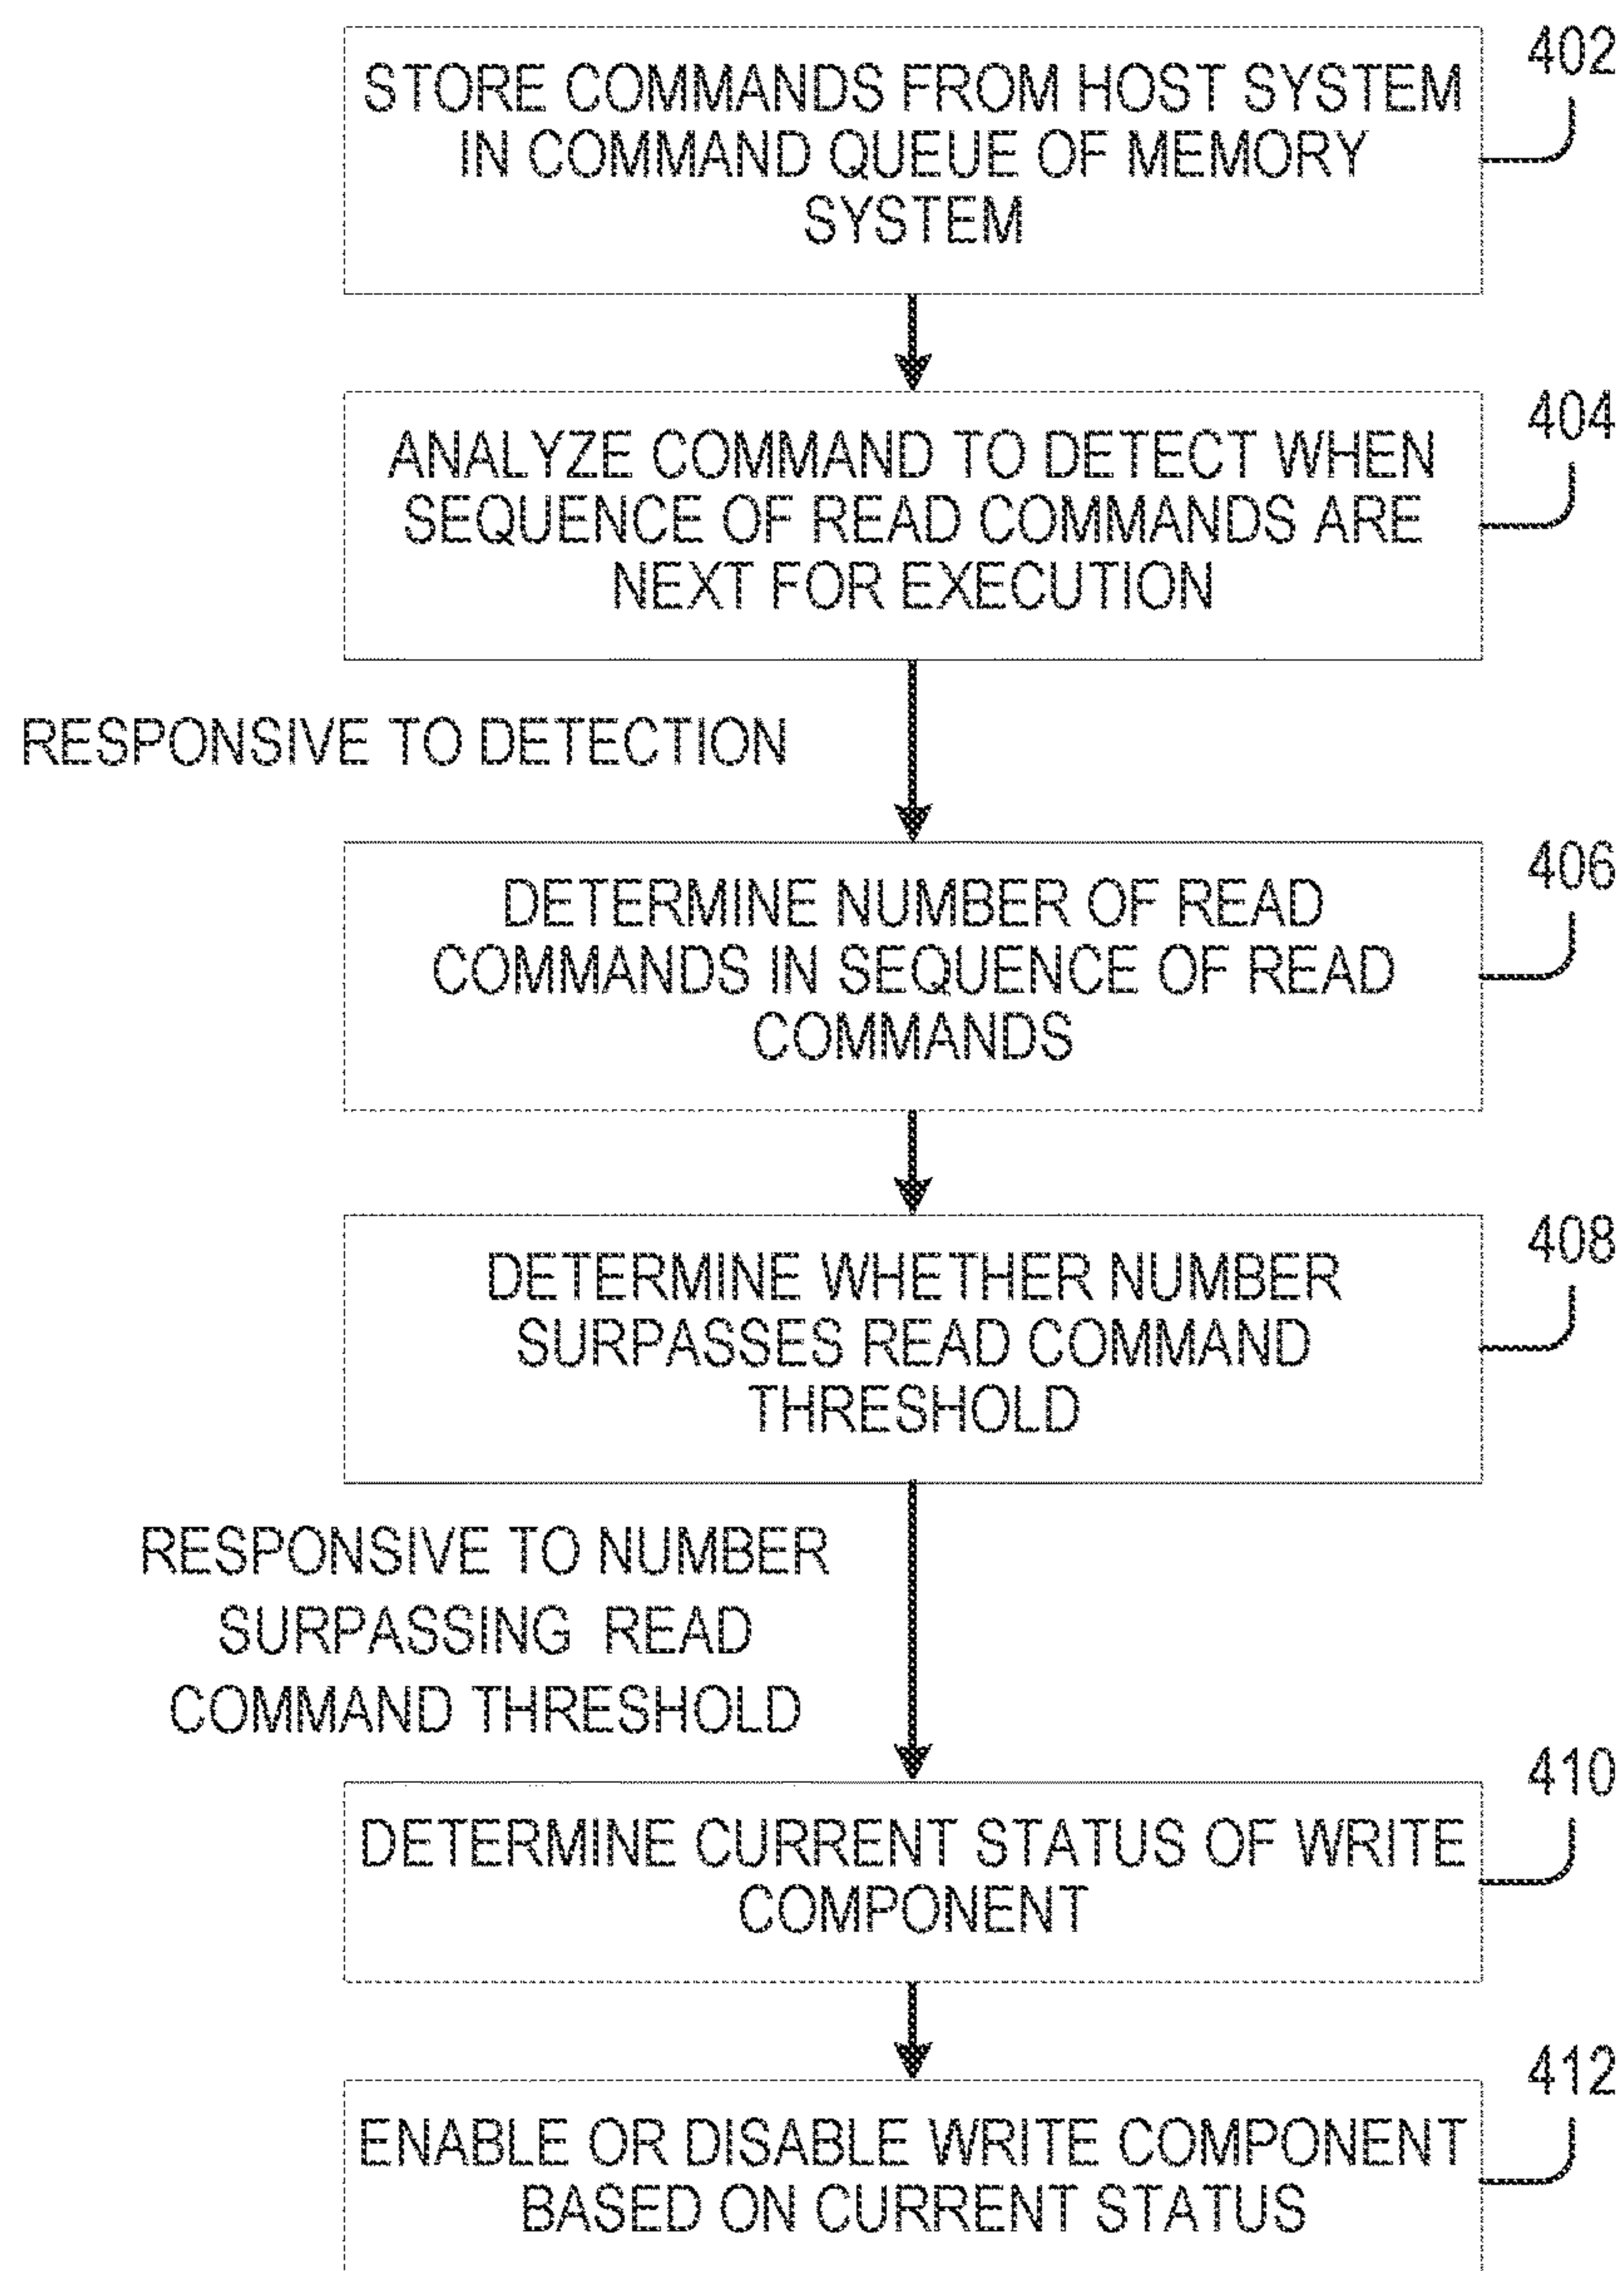 402
STORE COMMANDS FROM HOST SYSTEM
IN COMMAND QUEUE OF MEMORY
SYSTEM
404
ANALYZE COMMAND TO DETECT WHEN
SEQUENCE OF READ COMMANDS ARE
NEXT FOR EXECUTION
RESPONSIVE TO DETECTION
406
DETERMINE NUMBER OF READ
COMMANDS IN SEQUENCE OF READ
COMMANDS
408
DETERMINE WHETHER NUMBER
SURPASSES READ COMMAND
THRESHOLD
RESPONSIVE TO NUMBER
SURPASSING READ
COMMAND THRESHOLD
410
DETERMINE CURRENT STATUS OF WRITE
COMPONENT
412
ENABLE OR DISABLE WRITE COMPONENT
BASED ON CURRENT STATUS